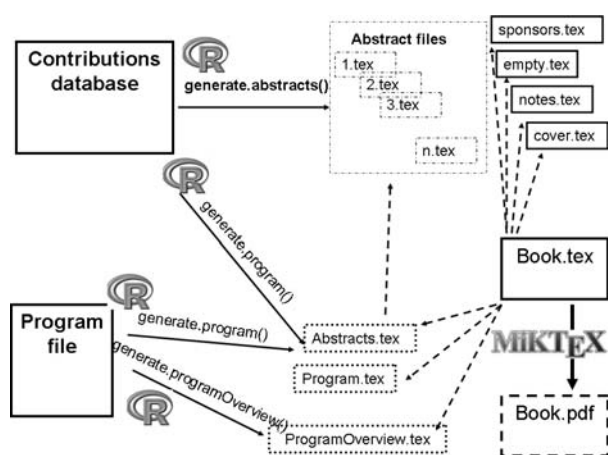 Contributions
database
R
generate.abstracts()
Abstract files
1.tex
2.tex
3.tex
n.tex
sponsors.tex
empty.tex
notes.tex
cover.tex
R
generate.program()
Book.tex
MiKTEX
Book.pdf
R
Program
file
generate.program()
Abstracts.tex
Program.tex
generate.programOverview()
R
ProgramOverview.tex